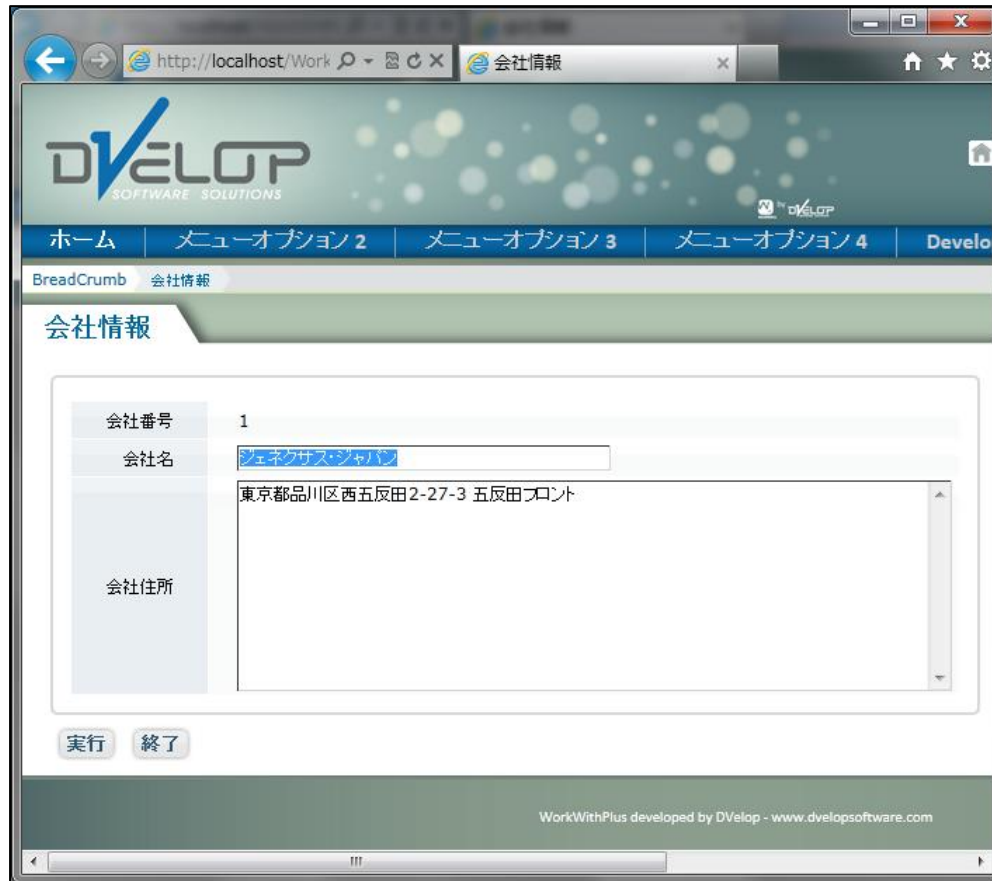 http://localhost/Work
会社情報
DVELOP
SOFTWARE SOLUTIONS
by DVELOP
ホーム
メニューオプション 2
メニューオプション 3
メニューオプション 4
Develo
BreadCrumb
会社情報
会社情報
会社番号
1
会社名
ジェネクサス・ジャパン
会社住所
東京都品川区西五反田2-27-3 五反田フロント
実行
終了
WorkWithPlus developed by DVelop - www.dvelopsoftware.com